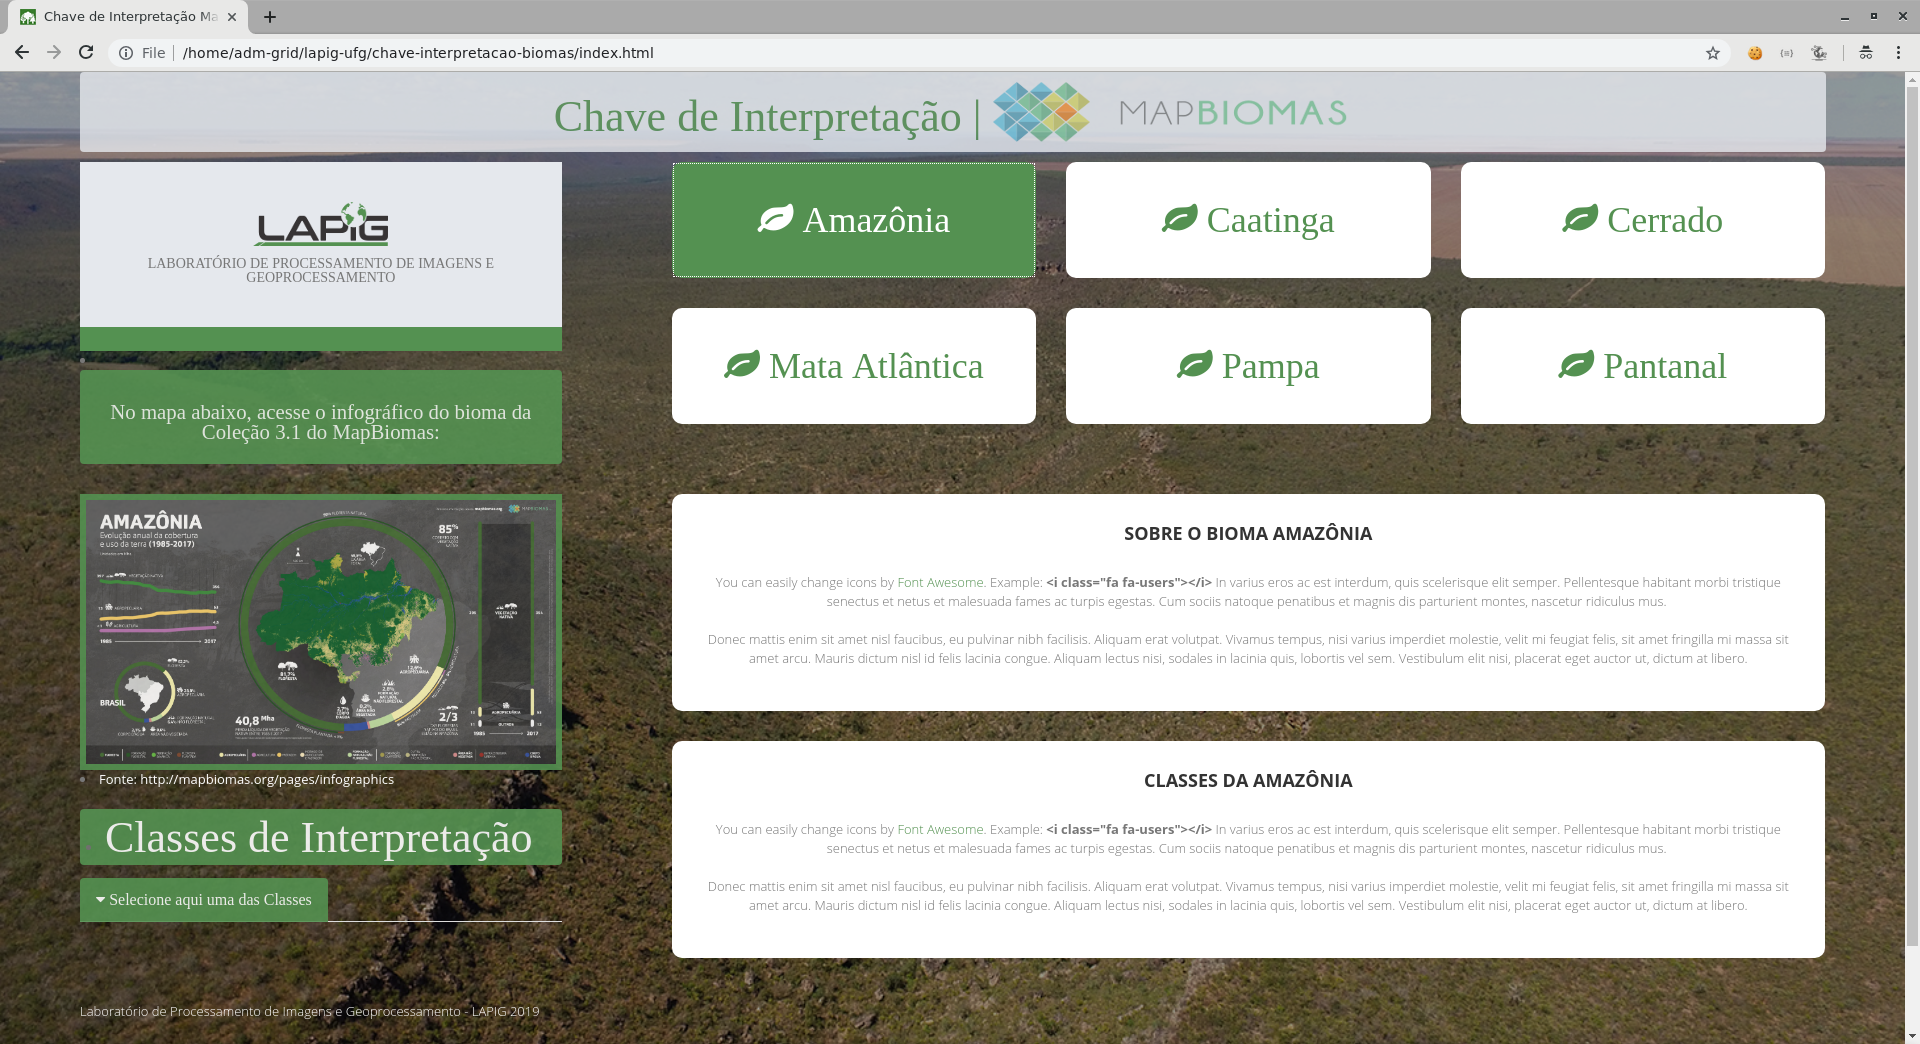 Chave de Interpretação Ma
File
/home/adm-grid/lapig-ufg/chave-interpretacao-biomas/index.html
Chave de Interpretação | MAPBIOMAS
LAPIG
LABORATÓRIO DE PROCESSAMENTO DE IMAGENS E
GEOPROCESSAMENTO
No mapa abaixo, acesse o infográfico do bioma da
Coleção 3.1 do MapBiomas:
AMAZÔNIA
Evolução anual da cobertura
e uso da terra (1985-2017)
85%
BRASIL
40,8 Mha
2/3
1985
2017
1985
2017
Fonte: http://mapbiomas.org/pages/infographics
Classes de Interpretação
Selecione aqui uma das Classes
Laboratório de Processamento de Imagens e Geoprocessamento - LAPIG 2019
Amazônia
Caatinga
Cerrado
Mata Atlântica
Pampa
Pantanal
SOBRE O BIOMA AMAZÔNIA
You can easily change icons by Font Awesome. Example: <i class="fa fa-users"></i> In varius eros ac est interdum, quis scelerisque elit semper. Pellentesque habitant morbi tristique
senectus et netus et malesuada fames ac turpis egestas. Cum sociis natoque penatibus et magnis dis parturient montes, nascetur ridiculus mus.
Donec mattis enim sit amet nisl faucibus, eu pulvinar nibh facilisis. Aliquam erat volutpat. Vivamus tempus, nisi varius imperdiet molestie, velit mi feugiat felis, sit amet fringilla mi massa sit
amet arcu. Mauris dictum nisl id felis lacinia congue. Aliquam lectus nisi, sodales in lacinia quis, lobortis vel sem. Vestibulum elit nisi, placerat eget auctor ut, dictum at libero.
CLASSES DA AMAZÔNIA
You can easily change icons by Font Awesome. Example: <i class="fa fa-users"></i> In varius eros ac est interdum, quis scelerisque elit semper. Pellentesque habitant morbi tristique
senectus et netus et malesuada fames ac turpis egestas. Cum sociis natoque penatibus et magnis dis parturient montes, nascetur ridiculus mus.
Donec mattis enim sit amet nisl faucibus, eu pulvinar nibh facilisis. Aliquam erat volutpat. Vivamus tempus, nisi varius imperdiet molestie, velit mi feugiat felis, sit amet fringilla mi massa sit
amet arcu. Mauris dictum nisl id felis lacinia congue. Aliquam lectus nisi, sodales in lacinia quis, lobortis vel sem. Vestibulum elit nisi, placerat eget auctor ut, dictum at libero.